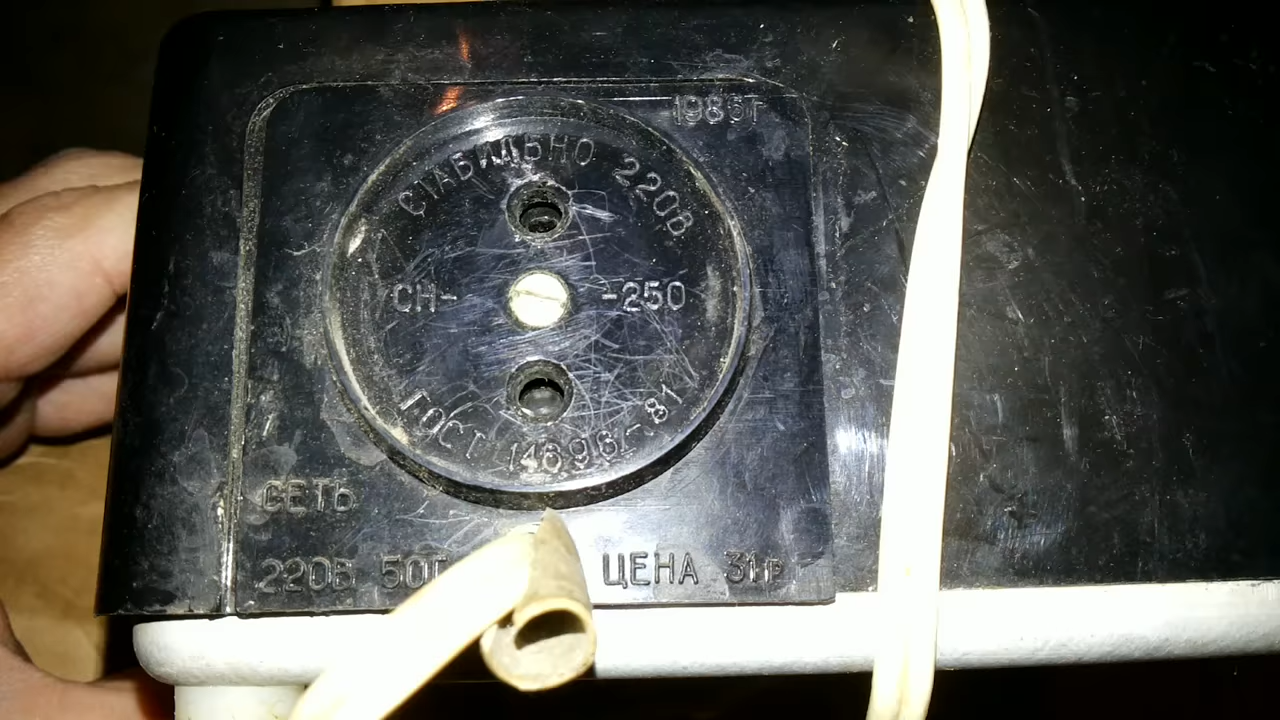 1986г
СТАБИЛЬНО 220В
СН- -250
ГОСТ 14696-81
СЕТЬ
220В 50Г
ЦЕНА 31р